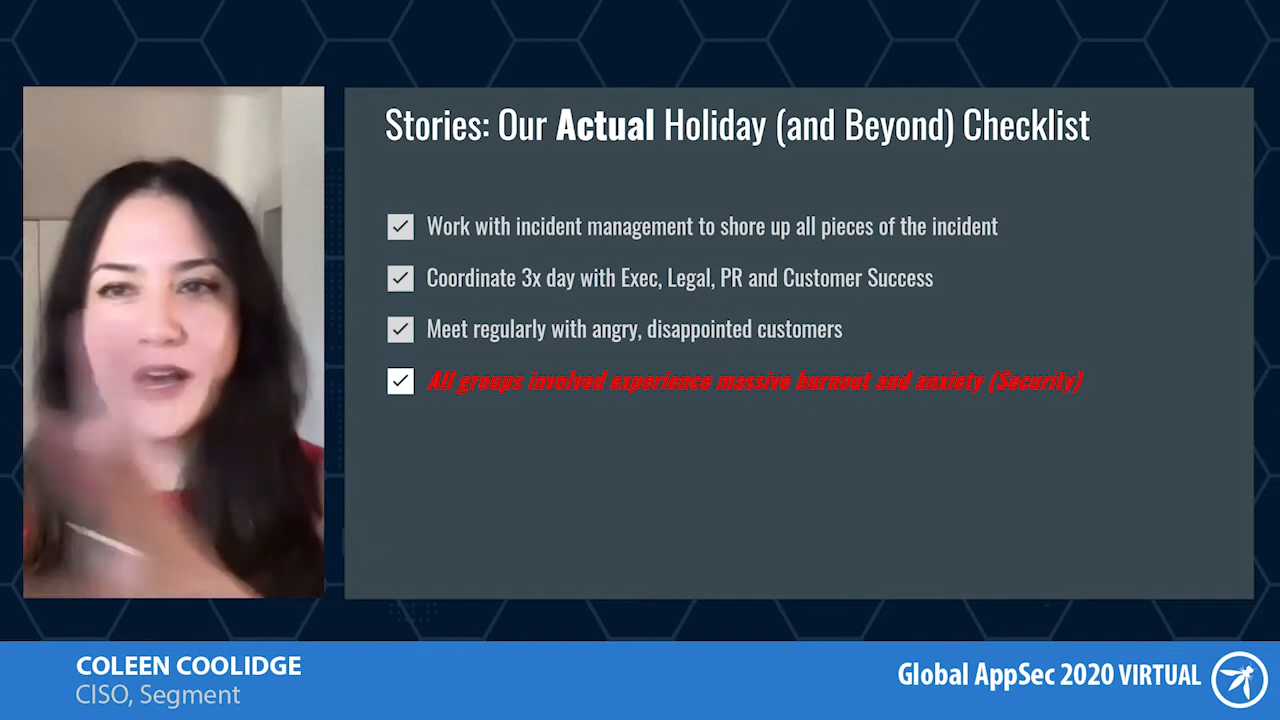 Stories: Our Actual Holiday (and Beyond) Checklist
Work with incident management to shore up all pieces of the incident
Coordinate 3x day with Exec, Legal, PR and Customer Success
Meet regularly with angry, disappointed customers
All groups involved experience massive burnout and anxiety (Security)
COLEEN COOLIDGE
CISO, Segment
Global AppSec 2020 VIRTUAL